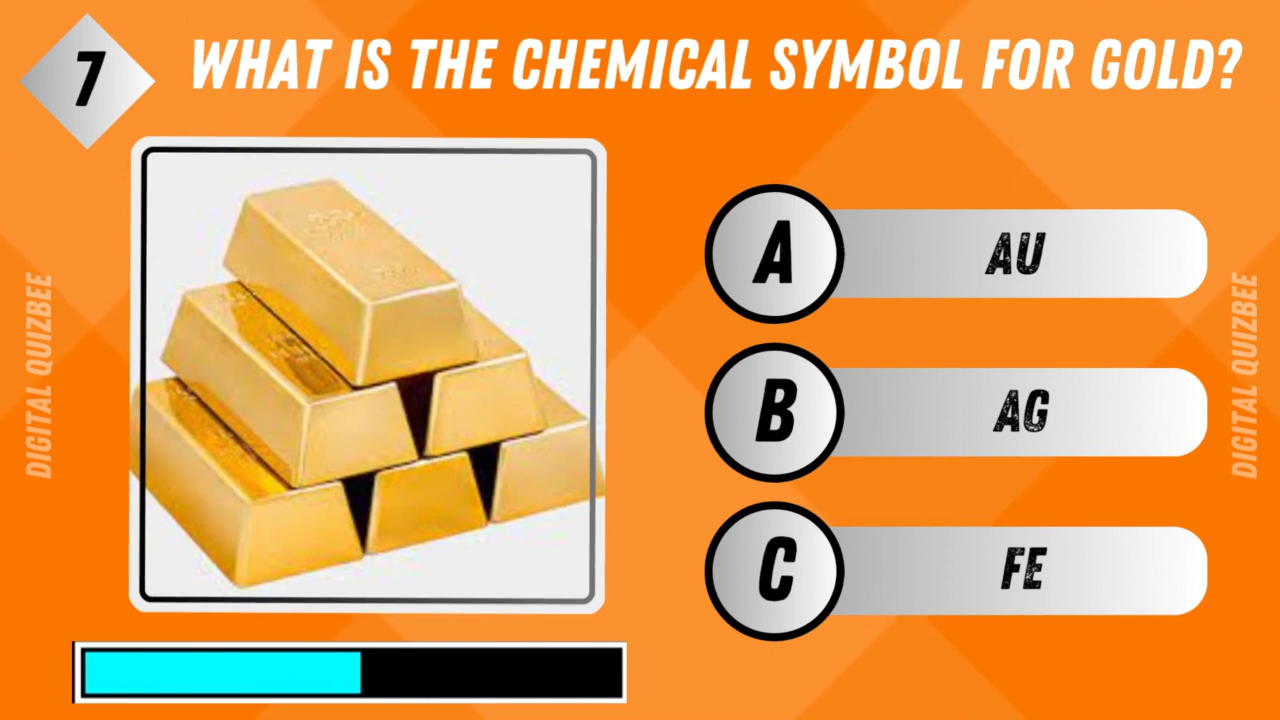 7
WHAT IS THE CHEMICAL SYMBOL FOR GOLD?
A
AU
B
AG
C
FE
DIGITAL QUIZBEE
DIGITAL QUIZBEE